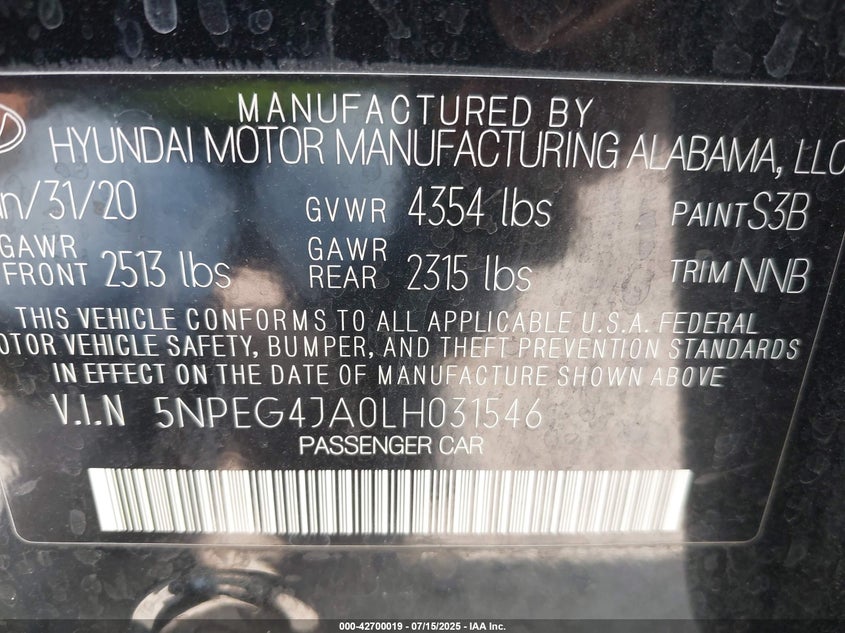 MANUFACTURED BY
HYUNDAI MOTOR MANUFACTURING ALABAMA, LLC
/31/20 GVWR 4354 lbs PAINT S3B
GAWR FRONT 2513 lbs GAWR REAR 2315 lbs TRIM NNB
THIS VEHICLE CONFORMS TO ALL APPLICABLE U.S.A. FEDERAL
OTOR VEHICLE SAFETY, BUMPER, AND THEFT PREVENTION STANDARDS
IN EFFECT ON THE DATE OF MANUFACTURE SHOWN ABOVE
V.I.N 5NPEG4JA0LH031546
PASSENGER CAR
000-42700019 - 07/15/2025 - IAA Inc.